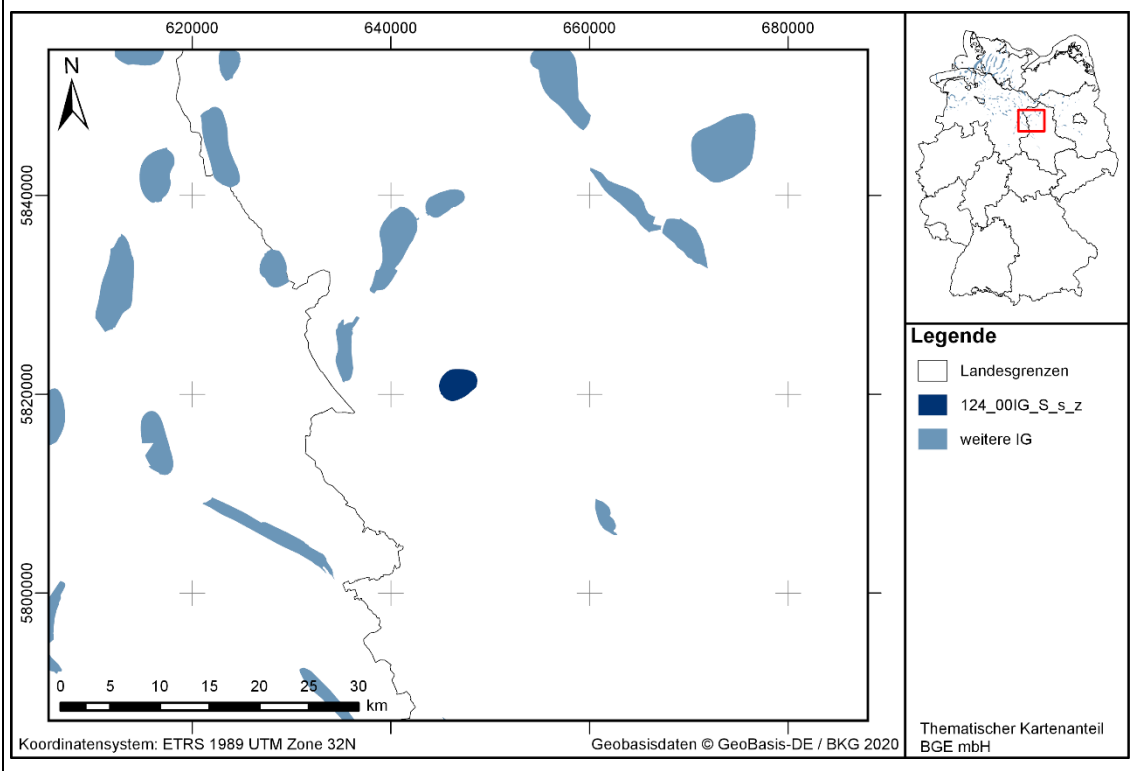 620000 640000 660000 680000
N
5840000
5820000
5800000
0 5 10 15 20 25 30
km
Koordinatensystem: ETRS 1989 UTM Zone 32N
Geobasisdaten © GeoBasis-DE / BKG 2020
Legende
Landesgrenzen
124_00IG_S_s_z
weitere IG
Thematischer Kartenanteil
BGE mbH